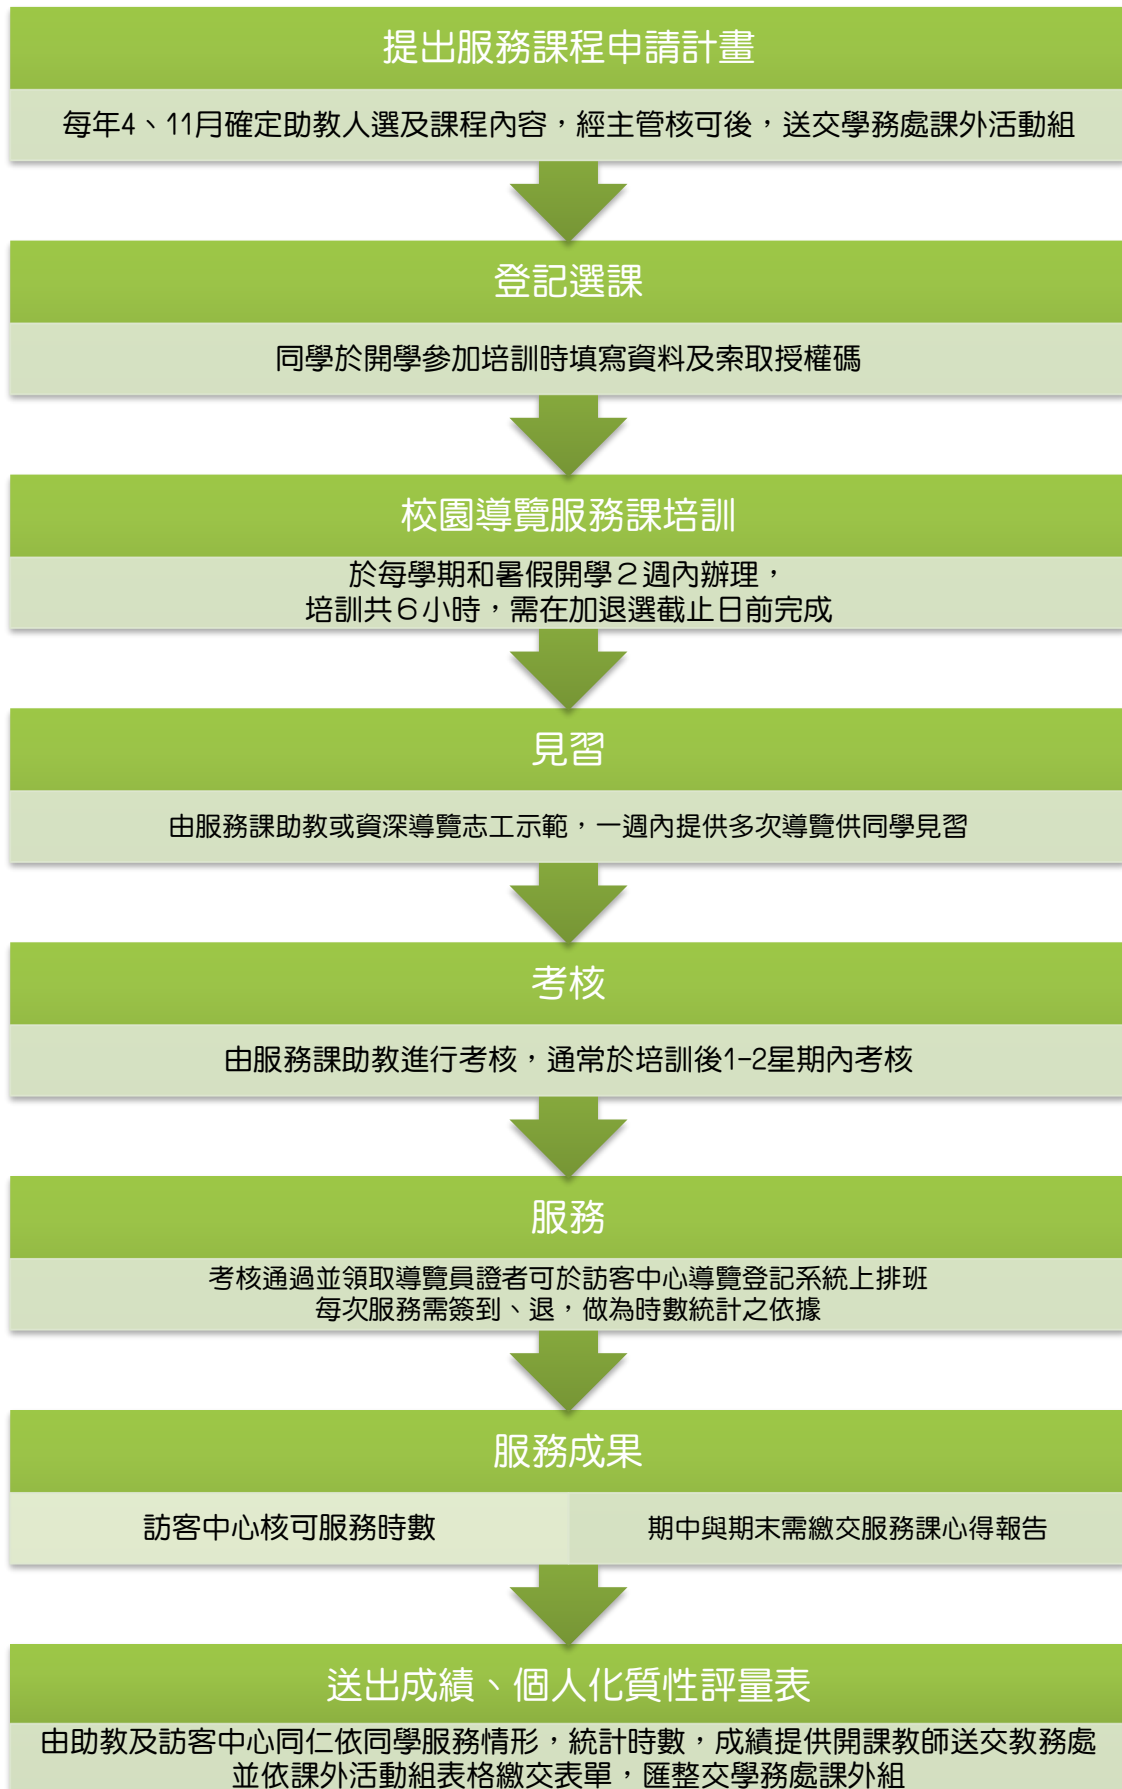 提出服務課程申請計畫
每年4、11月確定助教人選及課程內容，經主管核可後，送交學務處課外活動組
登記選課
同學於開學參加培訓時填寫資料及索取授權碼
校園導覽服務課培訓
於每學期和暑假開學２週內辦理，
培訓共６小時，需在加退選截止日前完成
見習
由服務課助教或資深導覽志工示範，一週內提供多次導覽供同學見習
考核
由服務課助教進行考核，通常於培訓後1-2星期內考核
服務
考核通過並領取導覽員證者可於訪客中心導覽登記系統上排班
每次服務需簽到、退，做為時數統計之依據
服務成果
訪客中心核可服務時數
期中與期末需繳交服務課心得報告
送出成績、個人化質性評量表
由助教及訪客中心同仁依同學服務情形，統計時數，成績提供開課教師送交教務處
並依課外活動組表格繳交表單，匯整交學務處課外組